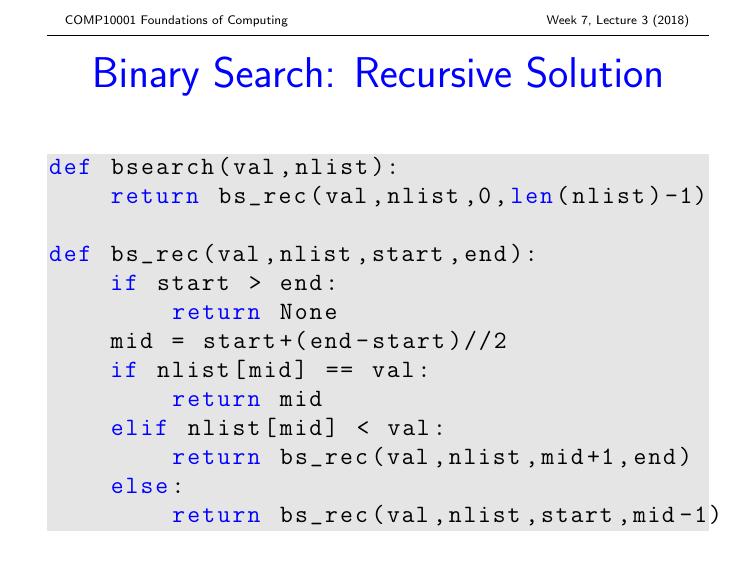 COMP10001 Foundations of Computing Week 7, Lecture 3 (2018)
Binary Search: Recursive Solution
def bsearch(val,nlist):
    return bs_rec(val,nlist,0,len(nlist)-1)

def bs_rec(val,nlist,start,end):
    if start > end:
        return None
    mid = start+(end-start)//2
    if nlist[mid] == val:
        return mid
    elif nlist[mid] < val:
        return bs_rec(val,nlist,mid+1,end)
    else:
        return bs_rec(val,nlist,start,mid-1)